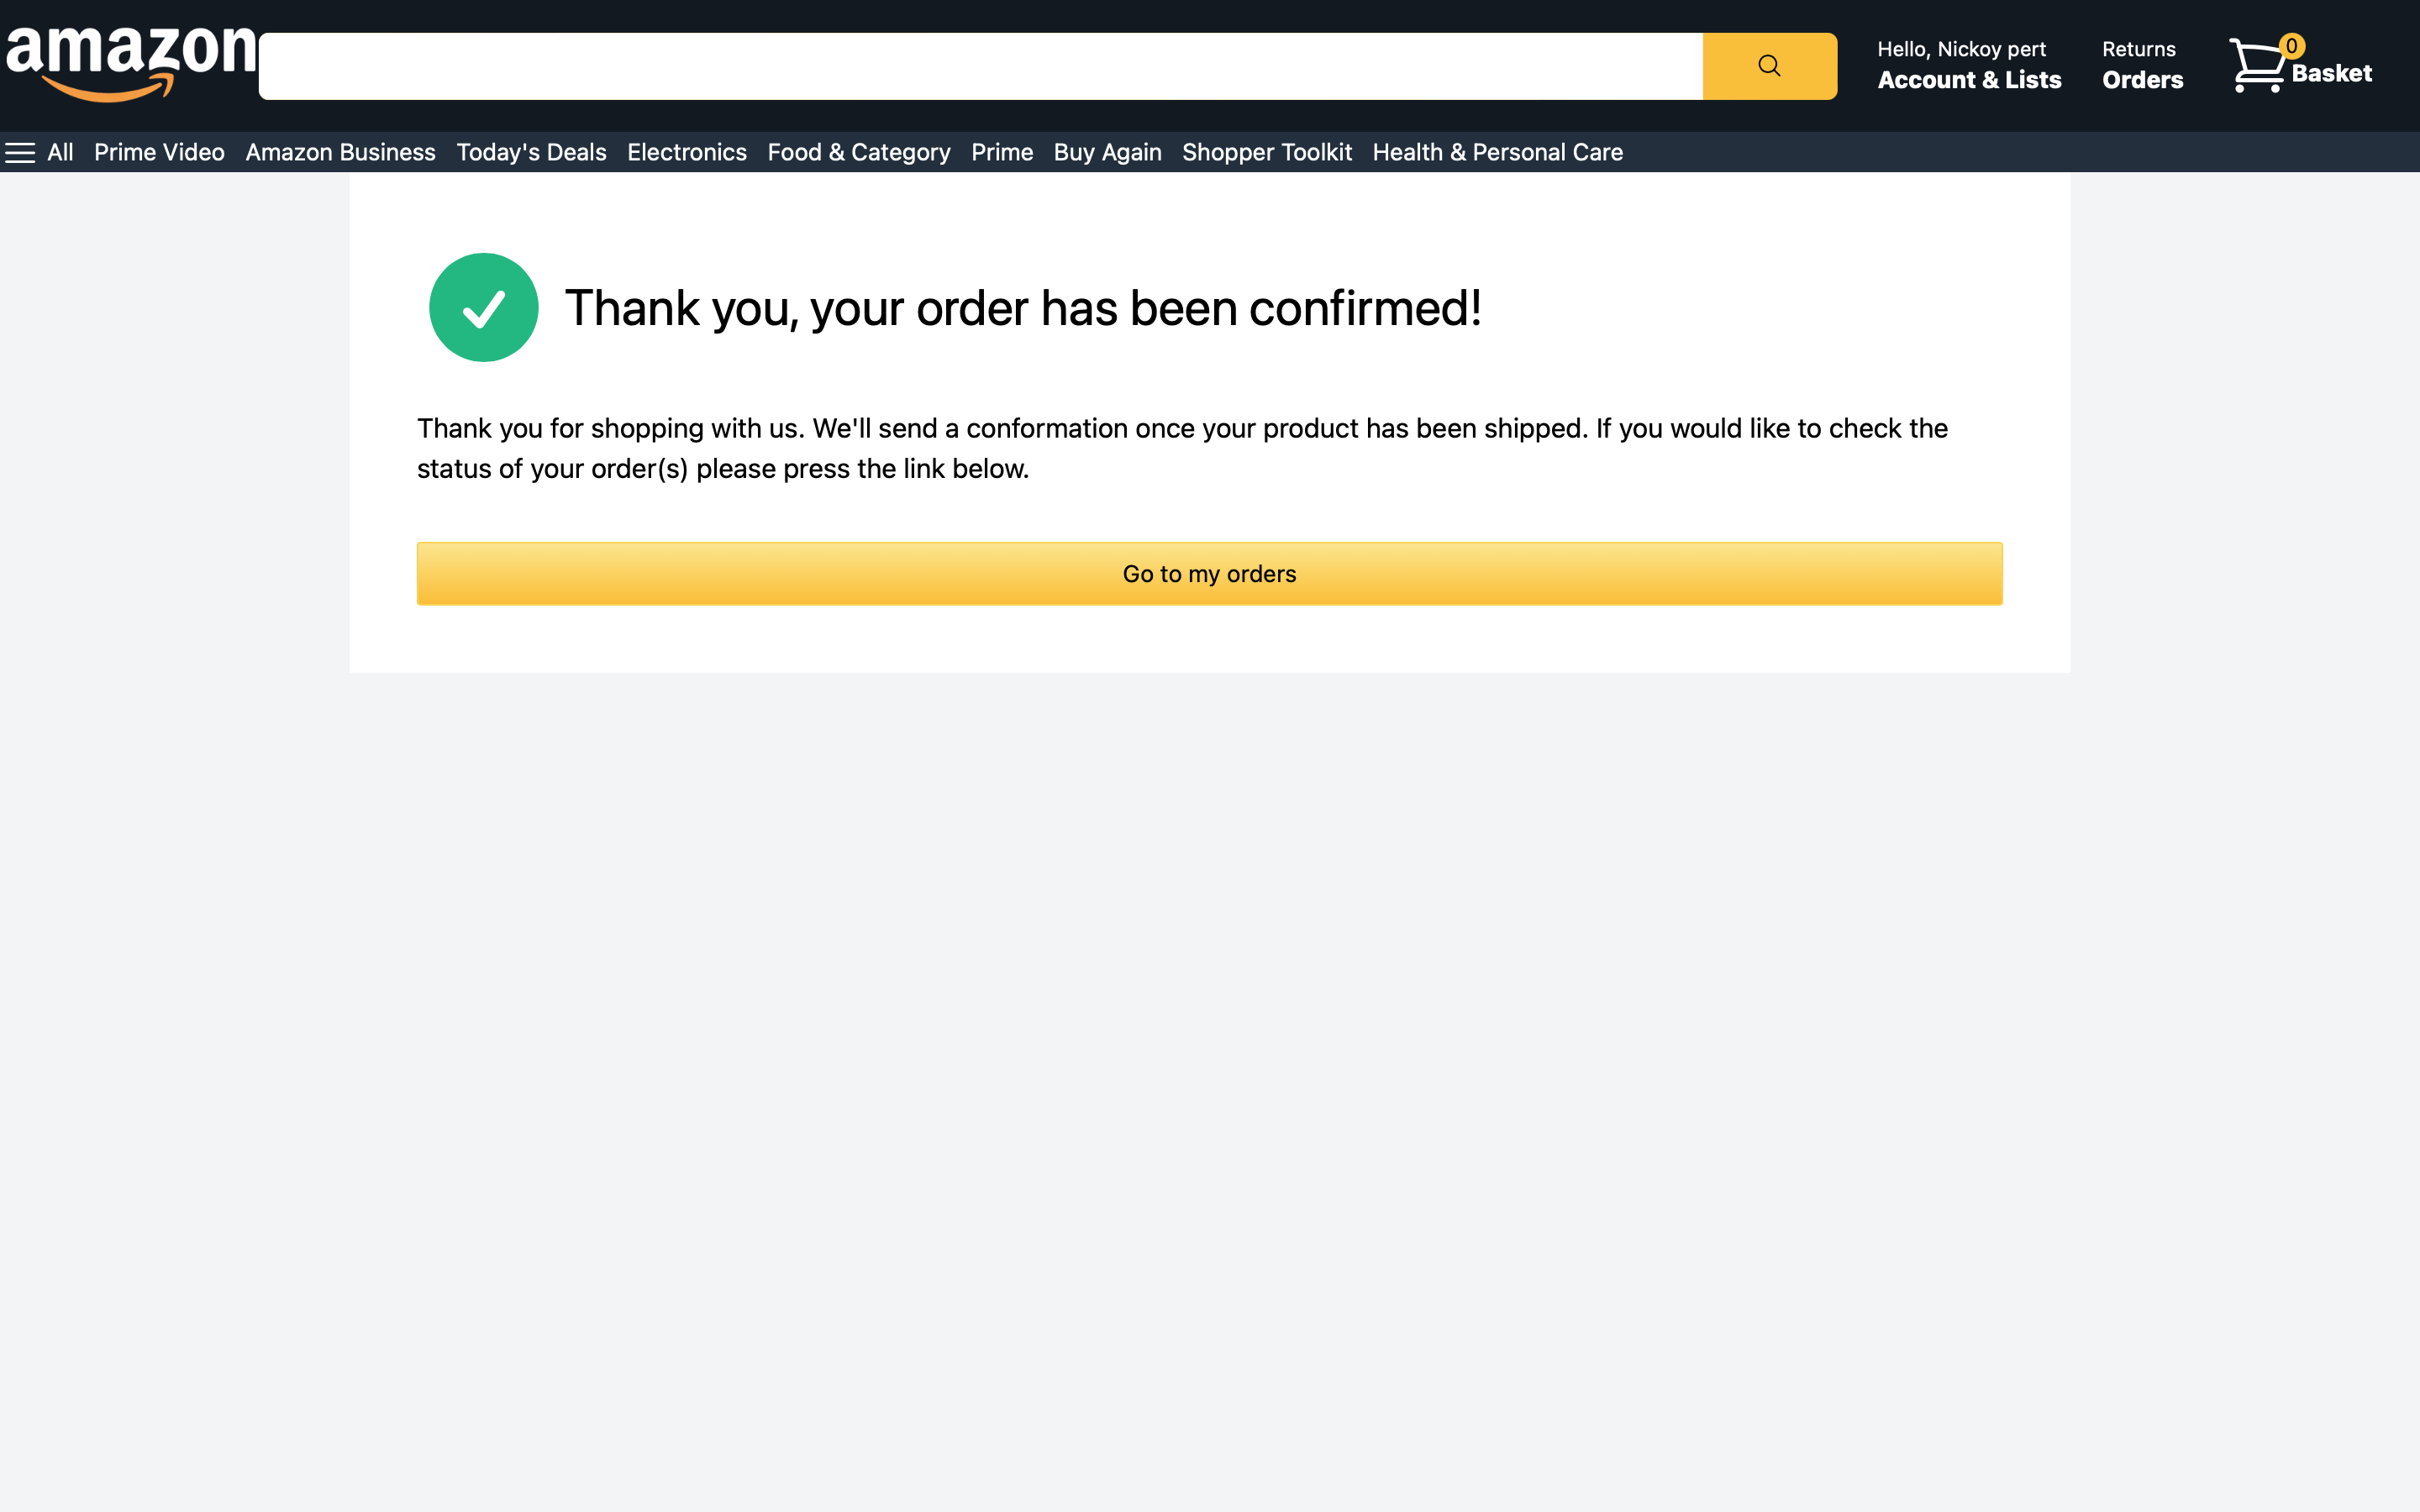 amazon
Hello, Nickoy pert
Account & Lists
Returns
Orders
0
Basket
All Prime Video Amazon Business Today's Deals Electronics Food & Category Prime Buy Again Shopper Toolkit Health & Personal Care
Thank you, your order has been confirmed!
Thank you for shopping with us. We'll send a conformation once your product has been shipped. If you would like to check the
status of your order(s) please press the link below.
Go to my orders